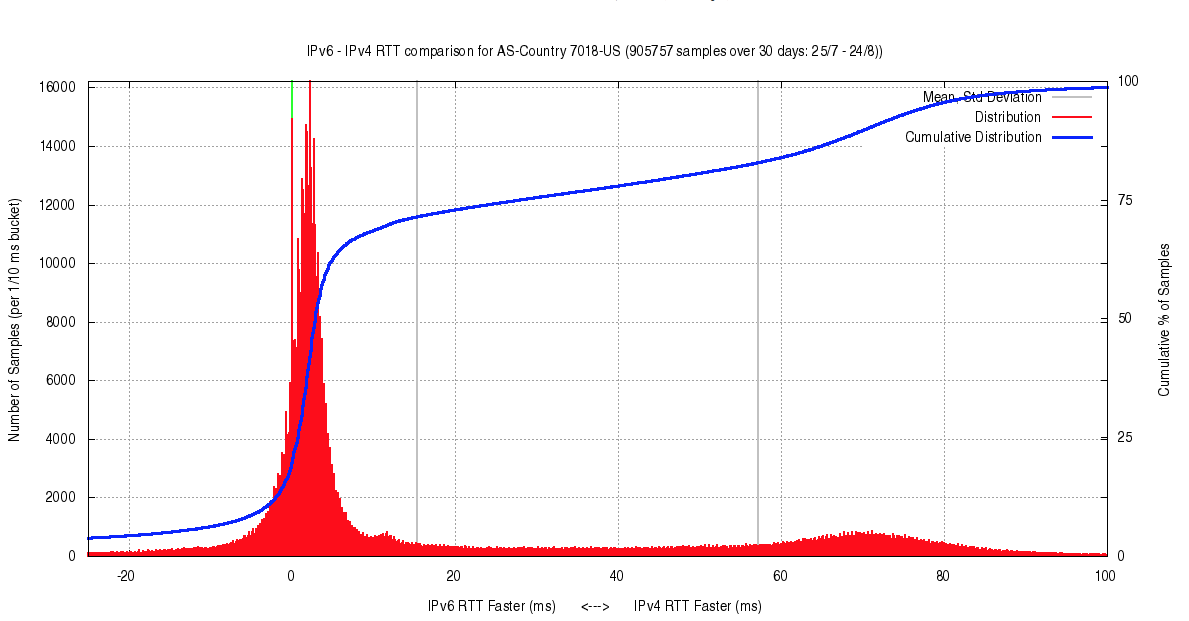 IPv6 - IPv4 RTT comparison for AS-Country 7018-US (905757 samples over 30 days: 25/7 - 24/8))
Mean, Std Deviation
Distribution
Cumulative Distribution
Number of Samples (per 1/10 ms bucket)
16000
14000
12000
10000
8000
6000
4000
2000
0
100
75
50
25
0
Cumulative % of Samples
-20 0 20 40 60 80 100
IPv6 RTT Faster (ms) <---> IPv4 RTT Faster (ms)